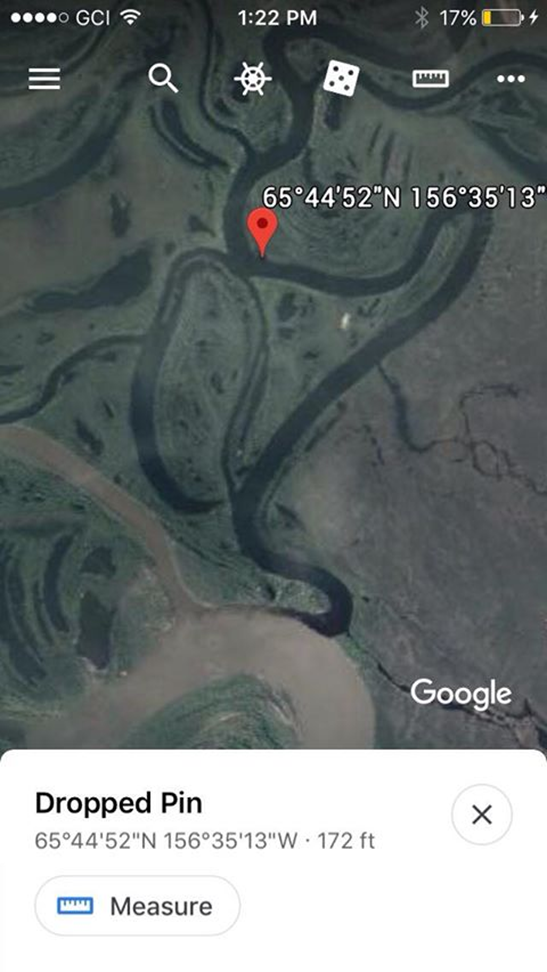 GCI 1:22 PM 17%
65°44'52"N 156°35'13"
Google
Dropped Pin
65°44'52"N 156°35'13"W · 172 ft
Measure